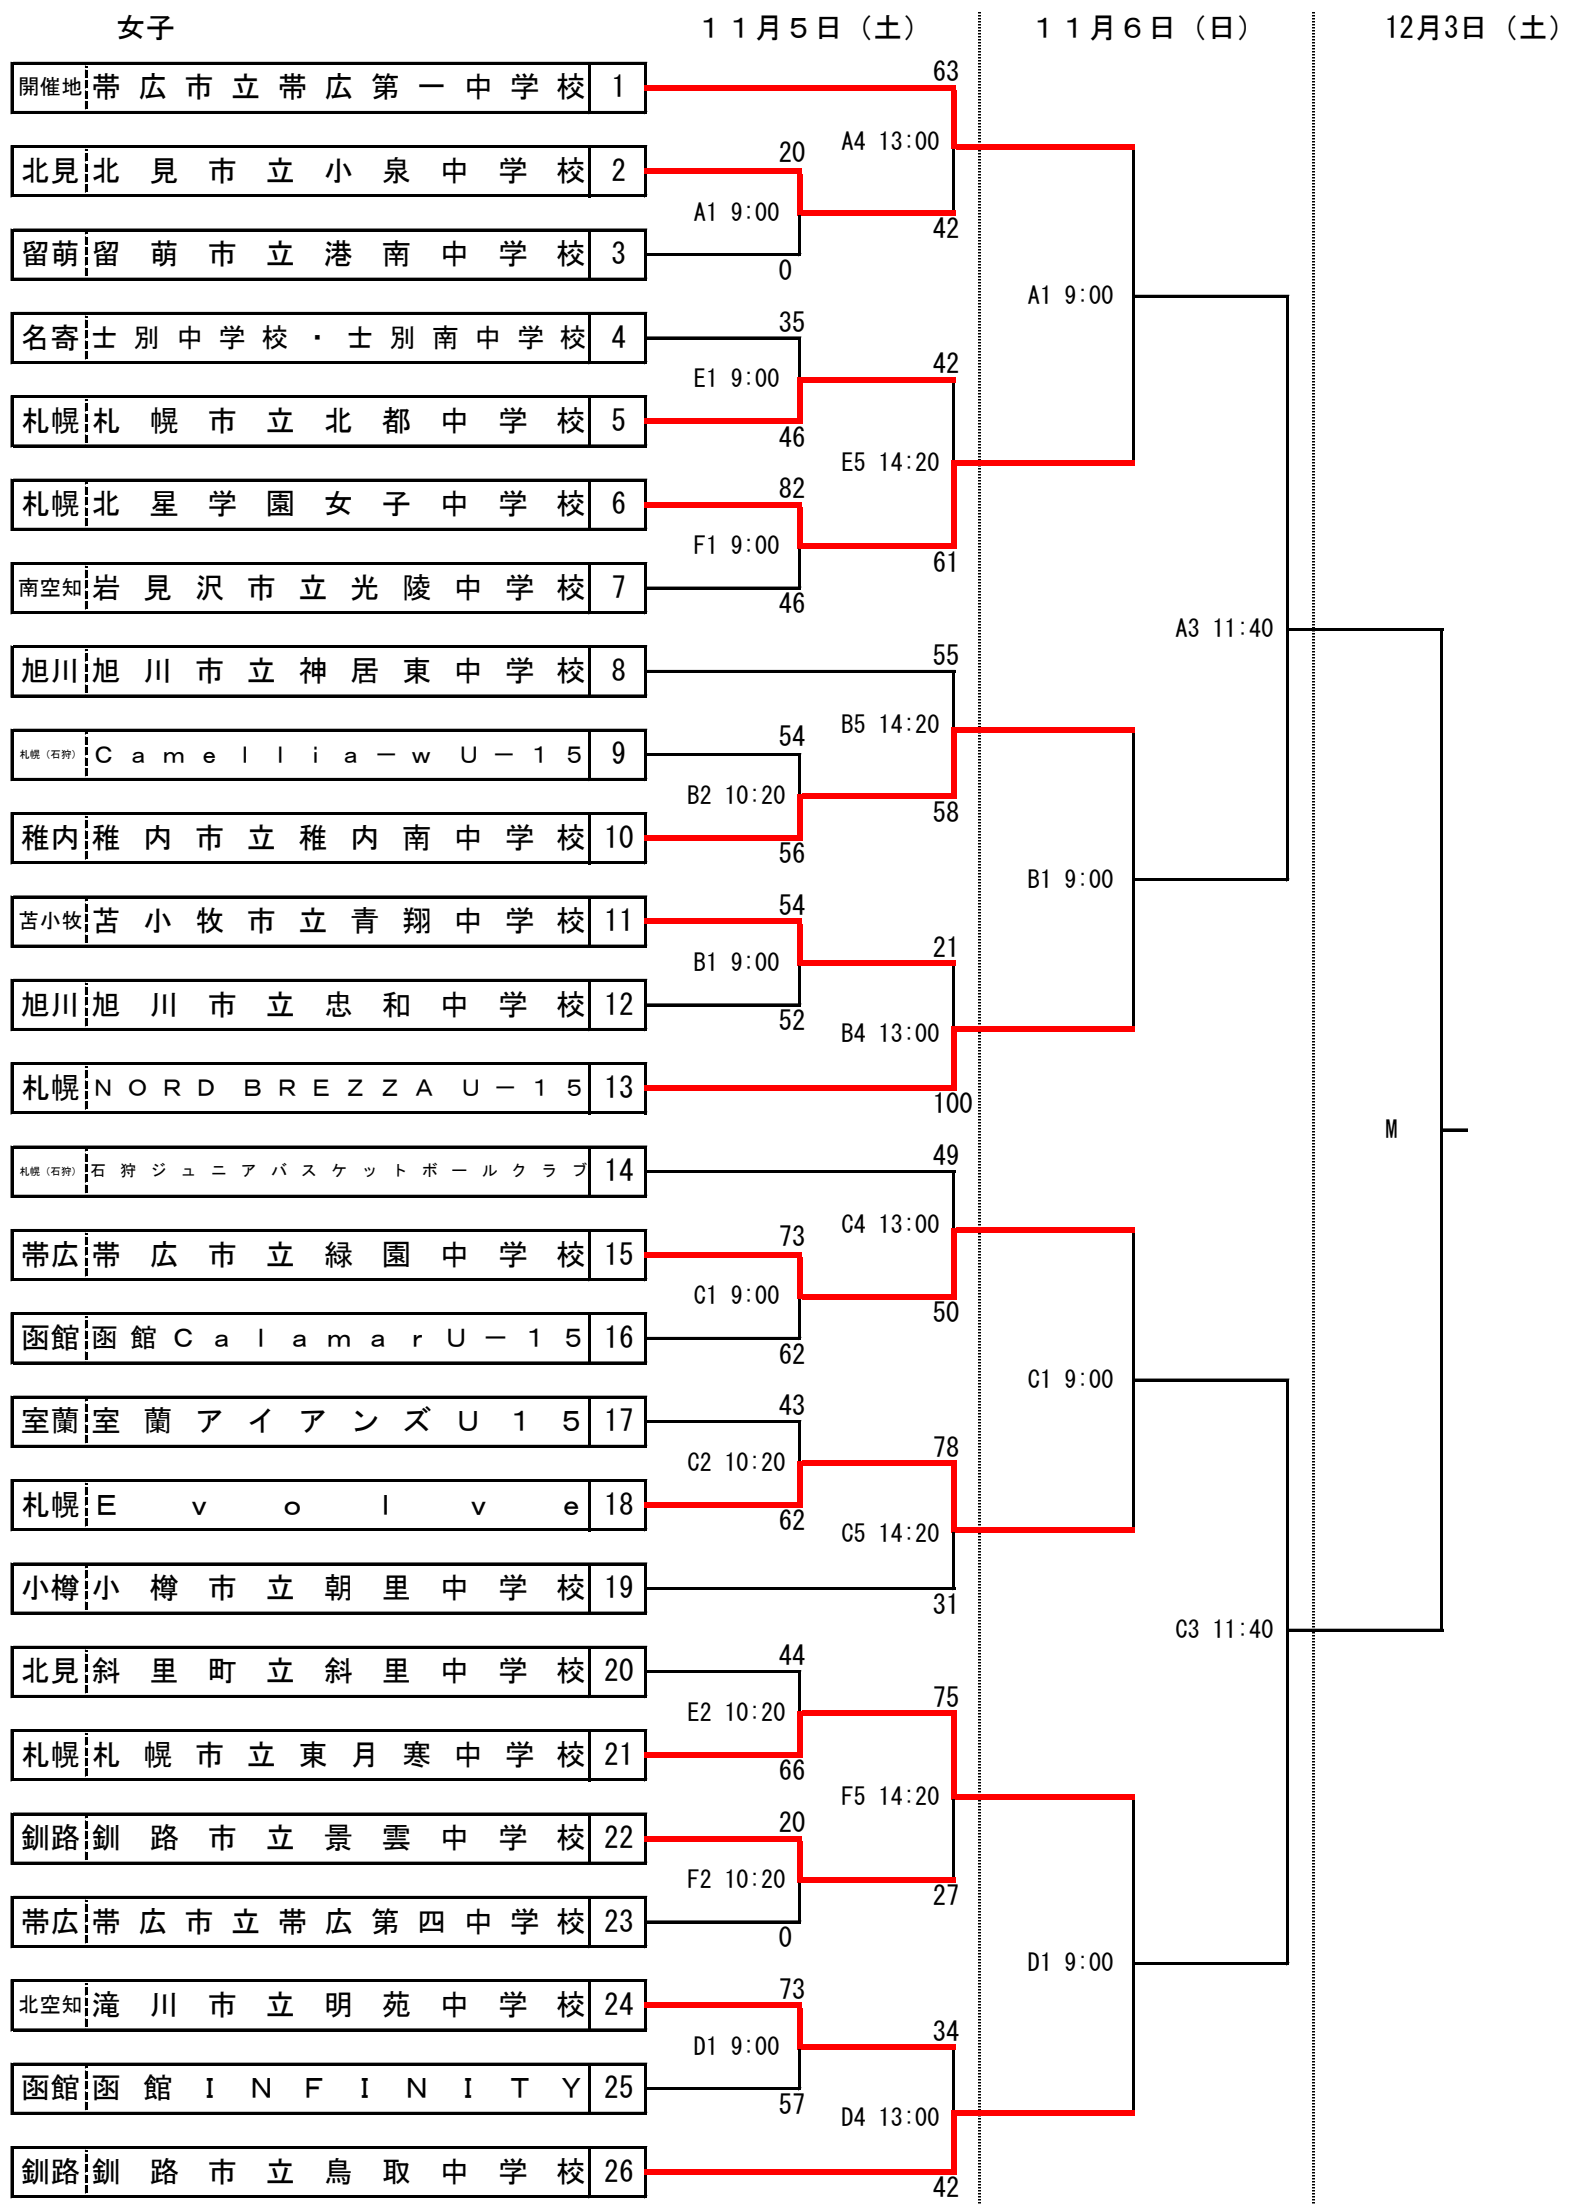 女子 １１月５日（土） １１月６日（日） 12月3日（土）
63
開催地 帯広市立帯広第一中学校 1
A4 13:00
20
北見 北見市立小泉中学校 2
A1 9:00
42
留萌 留萌市立港南中学校 3
0
A1 9:00
35
名寄 士別中学校・士別南中学校 4
42
E1 9:00
札幌 札幌市立北都中学校 5
46
E5 14:20
82
札幌 北星学園女子中学校 6
F1 9:00
61
南空知 岩見沢市立光陵中学校 7
46
A3 11:40
55
旭川 旭川市立神居東中学校 8
B5 14:20
54
札幌（石狩） Ｃａｍｅｌｌｉａ－ｗ Ｕ－１５ 9
B2 10:20
58
稚内 稚内市立稚内南中学校 10
56
B1 9:00
54
苫小牧 苫小牧市立青翔中学校 11
21
B1 9:00
旭川 旭川市立忠和中学校 12
52
B4 13:00
札幌 ＮＯＲＤ ＢＲＥＺＺＡ Ｕ－１５ 13
100
M
49
札幌（石狩） 石狩ジュニアバスケットボールクラブ 14
C4 13:00
73
帯広 帯広市立緑園中学校 15
C1 9:00
50
函館 函館ＣａｌａｍａｒＵ－１５ 16
62
C1 9:00
43
室蘭 室蘭アイアンズＵ１５ 17
78
C2 10:20
札幌 Ｅｖｏｌｖｅ 18
62
C5 14:20
小樽 小樽市立朝里中学校 19
31
C3 11:40
44
北見 斜里町立斜里中学校 20
75
E2 10:20
札幌 札幌市立東月寒中学校 21
66
F5 14:20
20
釧路 釧路市立景雲中学校 22
F2 10:20
27
帯広 帯広市立帯広第四中学校 23
0
D1 9:00
73
北空知 滝川市立明苑中学校 24
34
D1 9:00
函館 函館ＩＮＦＩＮＩＴＹ 25
57
D4 13:00
釧路 釧路市立鳥取中学校 26
42